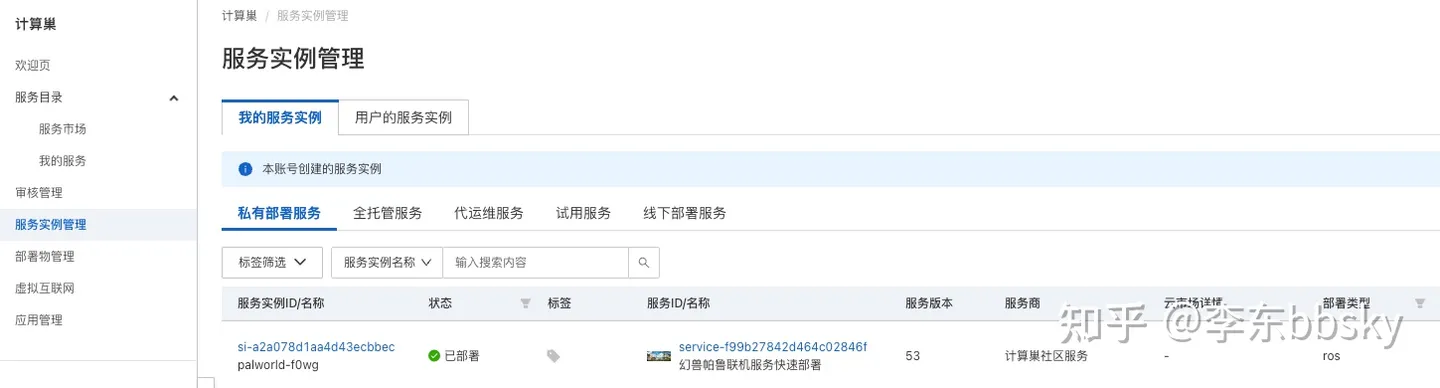 计算巢
欢迎页
服务目录
服务市场
我的服务
审核管理
服务实例管理
部署物管理
虚拟互联网
应用管理
计算巢 / 服务实例管理
服务实例管理
我的服务实例 用户的服务实例
本账号创建的服务实例
私有部署服务 全托管服务 代运维服务 试用服务 线下部署服务
标签筛选 服务实例名称 输入搜索内容
服务实例ID/名称 状态 标签 服务ID/名称 服务版本 服务商 云市场详情 部署类型
si-a2a078d1aa4d43ecbbec service-f99b27842d464c02846f
已部署 53 计算巢社区服务 - ros
palworld-f0wg 幻兽帕鲁联机服务快速部署
知乎 @李东bbsky